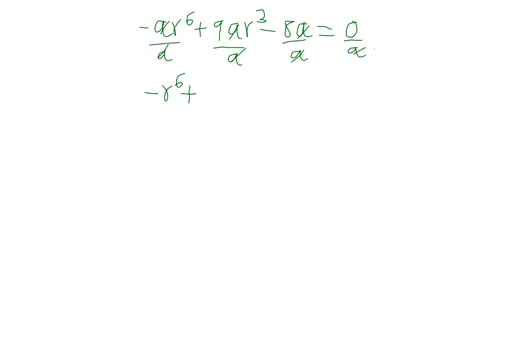 -ar⁶ + 9ar³ - 8a = 0
a a a a
-r⁶ +